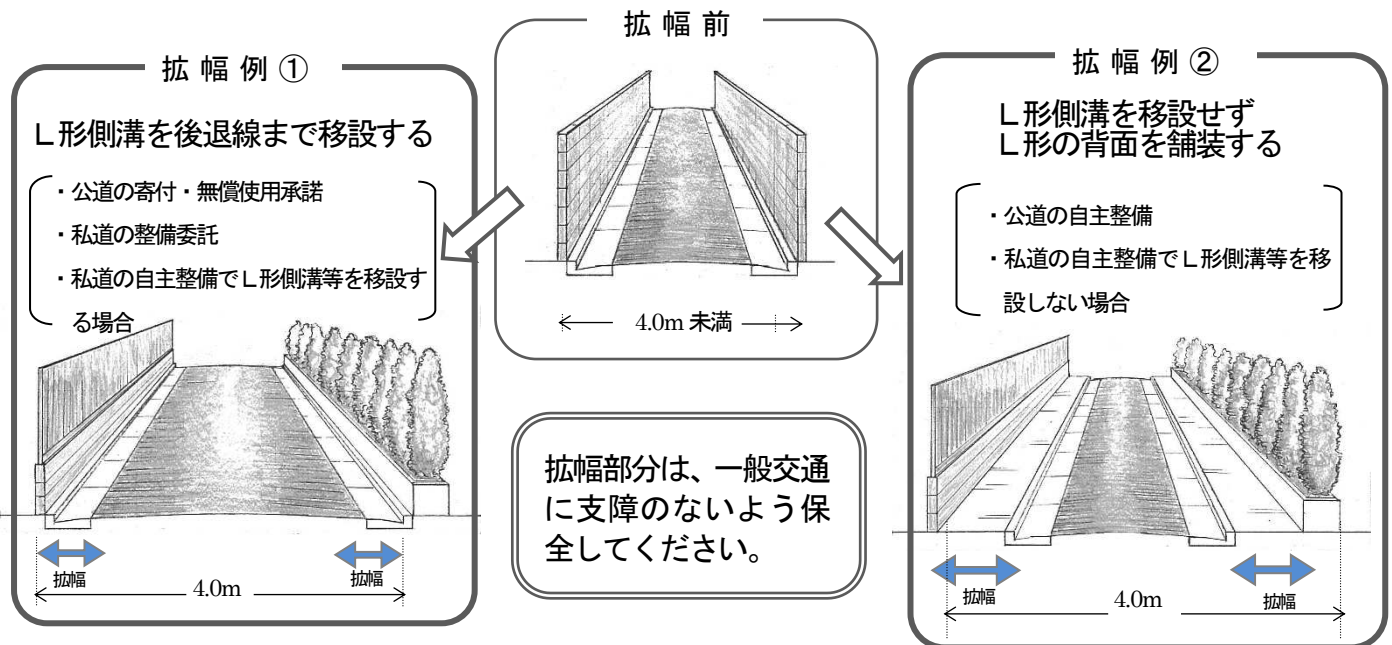 拡幅前
4.0m 未満
拡幅例①
L形側溝を後退線まで移設する
・公道の寄付・無償使用承諾
・私道の整備委託
・私道の自主整備でL形側溝等を移設す
る場合
拡幅
拡幅
4.0m
拡幅例②
L形側溝を移設せず
L形の背面を舗装する
・公道の自主整備
・私道の自主整備でL形側溝等を移
設しない場合
拡幅
拡幅
4.0m
拡幅部分は、一般交通
に支障のないよう保
全してください。